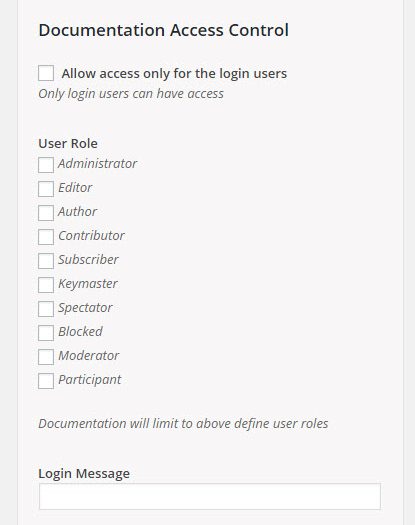 Documentation Access Control
Allow access only for the login users
Only login users can have access
User Role
Administrator
Editor
Author
Contributor
Subscriber
Keymaster
Spectator
Blocked
Moderator
Participant
Documentation will limit to above define user roles
Login Message